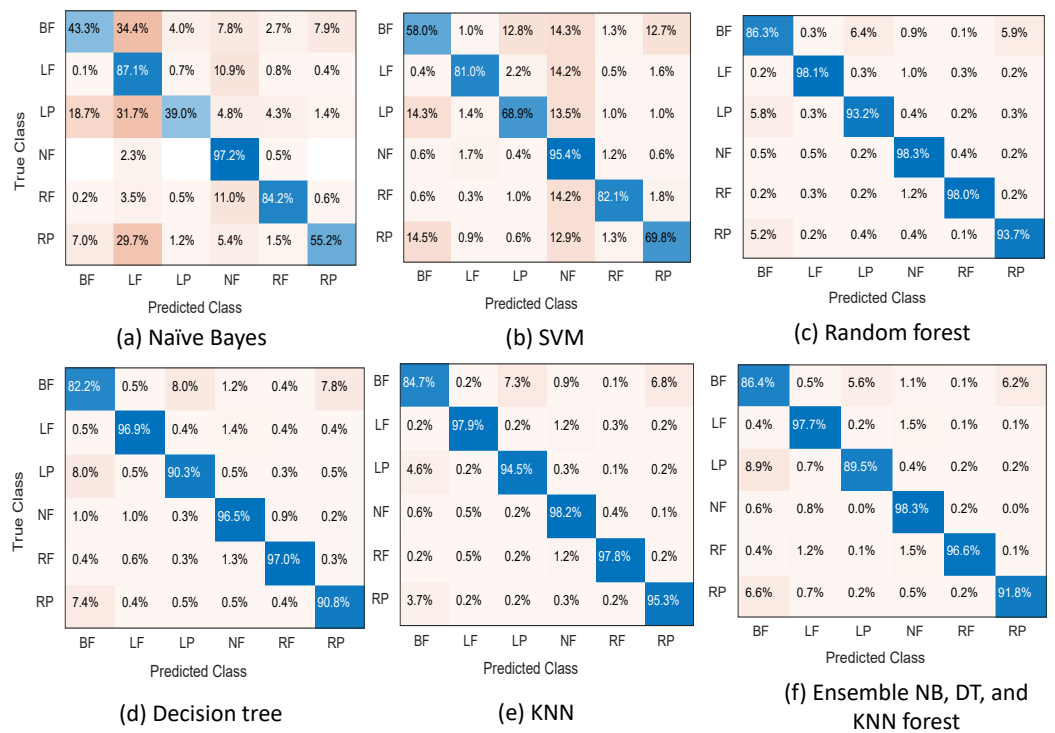 BF 43.3% 34.4% 4.0% 7.8% 2.7% 7.9%
LF 0.1% 87.1% 0.7% 10.9% 0.8% 0.4%
LP 18.7% 31.7% 39.0% 4.8% 4.3% 1.4%
NF 2.3% 97.2% 0.5%
RF 0.2% 3.5% 0.5% 11.0% 84.2% 0.6%
RP 7.0% 29.7% 1.2% 5.4% 1.5% 55.2%
True Class
BF LF LP NF RF RP
Predicted Class
(a) Naïve Bayes
BF 58.0% 1.0% 12.8% 14.3% 1.3% 12.7%
LF 0.4% 81.0% 2.2% 14.2% 0.5% 1.6%
LP 14.3% 1.4% 68.9% 13.5% 1.0% 1.0%
NF 0.6% 1.7% 0.4% 95.4% 1.2% 0.6%
RF 0.6% 0.3% 1.0% 14.2% 82.1% 1.8%
RP 14.5% 0.9% 0.6% 12.9% 1.3% 69.8%
BF LF LP NF RF RP
Predicted Class
(b) SVM
BF 86.3% 0.3% 6.4% 0.9% 0.1% 5.9%
LF 0.2% 98.1% 0.3% 1.0% 0.3% 0.2%
LP 5.8% 0.3% 93.2% 0.4% 0.2% 0.3%
NF 0.5% 0.5% 0.2% 98.3% 0.4% 0.2%
RF 0.2% 0.3% 0.2% 1.2% 98.0% 0.2%
RP 5.2% 0.2% 0.4% 0.4% 0.1% 93.7%
BF LF LP NF RF RP
Predicted Class
(c) Random forest
BF 82.2% 0.5% 8.0% 1.2% 0.4% 7.8%
LF 0.5% 96.9% 0.4% 1.4% 0.4% 0.4%
LP 8.0% 0.5% 90.3% 0.5% 0.3% 0.5%
NF 1.0% 1.0% 0.3% 96.5% 0.9% 0.2%
RF 0.4% 0.6% 0.3% 1.3% 97.0% 0.3%
RP 7.4% 0.4% 0.5% 0.5% 0.4% 90.8%
True Class
BF LF LP NF RF RP
Predicted Class
(d) Decision tree
BF 84.7% 0.2% 7.3% 0.9% 0.1% 6.8%
LF 0.2% 97.9% 0.2% 1.2% 0.3% 0.2%
LP 4.6% 0.2% 94.5% 0.3% 0.1% 0.2%
NF 0.6% 0.5% 0.2% 98.2% 0.4% 0.1%
RF 0.2% 0.5% 0.2% 1.2% 97.8% 0.2%
RP 3.7% 0.2% 0.2% 0.3% 0.2% 95.3%
BF LF LP NF RF RP
Predicted Class
(e) KNN
BF 86.4% 0.5% 5.6% 1.1% 0.1% 6.2%
LF 0.4% 97.7% 0.2% 1.5% 0.1% 0.1%
LP 8.9% 0.7% 89.5% 0.4% 0.2% 0.2%
NF 0.6% 0.8% 0.0% 98.3% 0.2% 0.0%
RF 0.4% 1.2% 0.1% 1.5% 96.6% 0.1%
RP 6.6% 0.7% 0.2% 0.5% 0.2% 91.8%
BF LF LP NF RF RP
Predicted Class
(f) Ensemble NB, DT, and
KNN forest